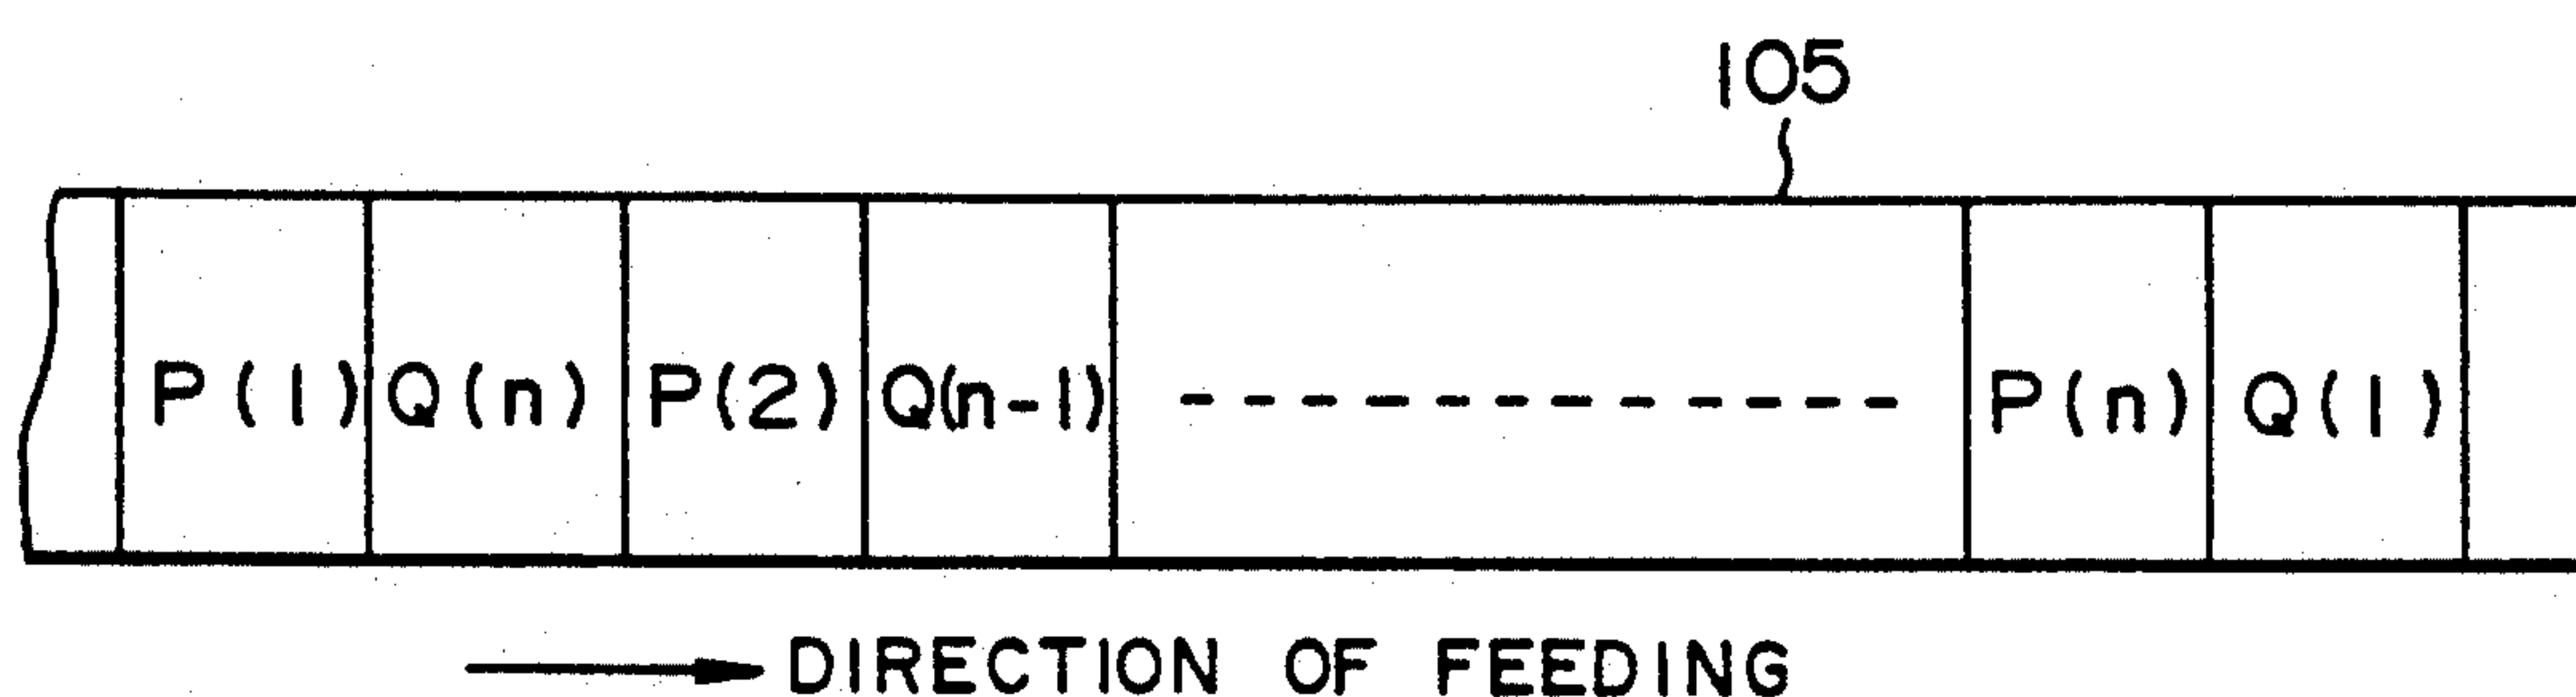 105
P(1) Q(n) P(2) Q(n-1) ------------ P(n) Q(1)
DIRECTION OF FEEDING